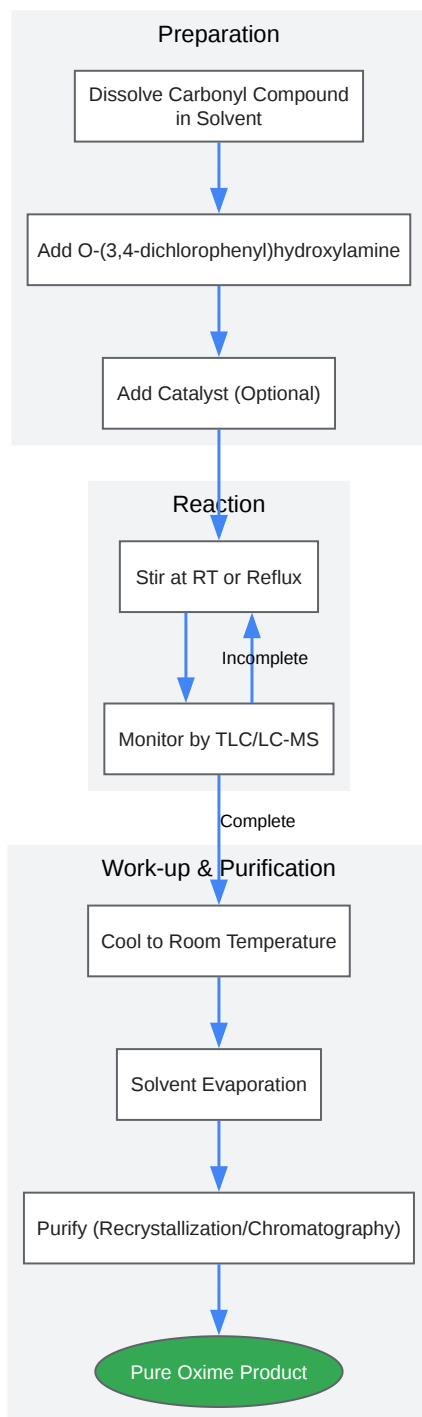 Preparation
Dissolve Carbonyl Compound
in Solvent
Add O-(3,4-dichlorophenyl)hydroxylamine
Add Catalyst (Optional)
Reaction
Stir at RT or Reflux
Incomplete
Monitor by TLC/LC-MS
Complete
Work-up & Purification
Cool to Room Temperature
Solvent Evaporation
Purify (Recrystallization/Chromatography)
Pure Oxime Product